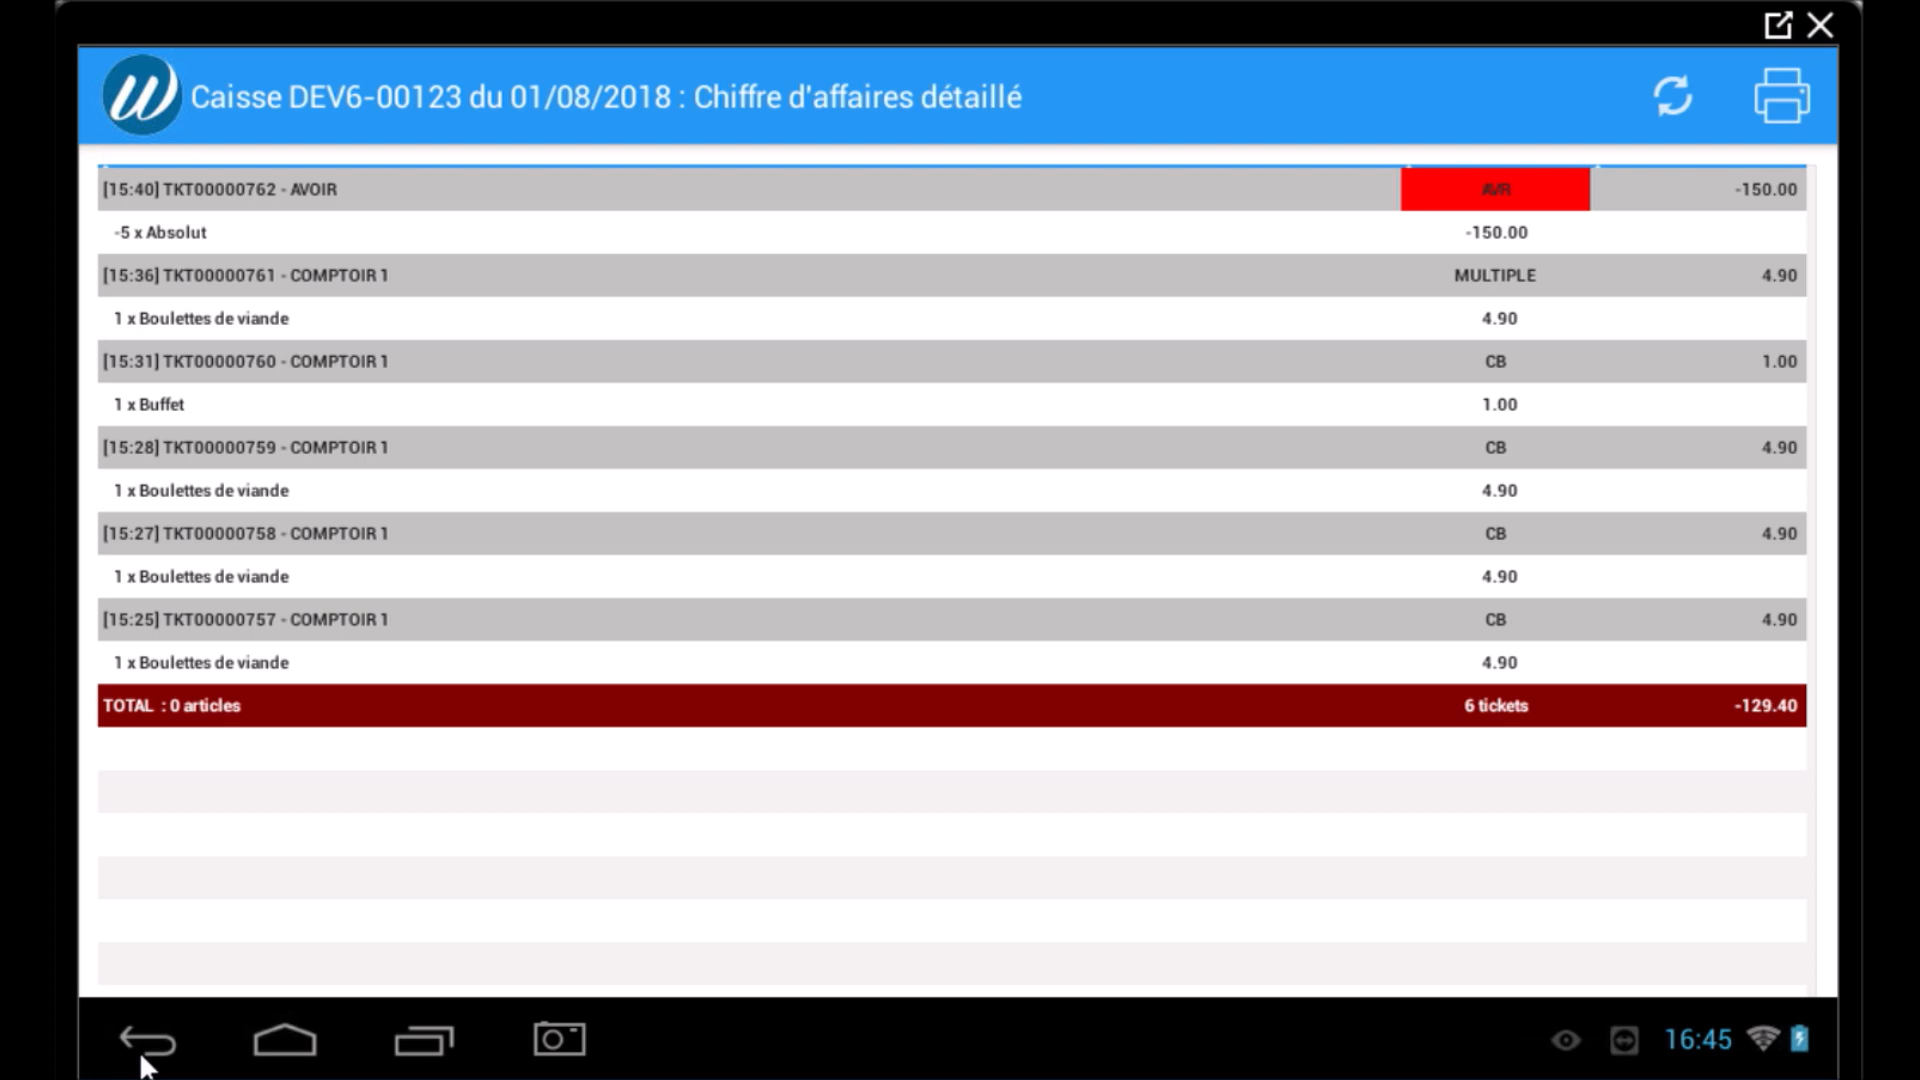 Caisse DEV6-00123 du 01/08/2018 : Chiffre d'affaires détaillé
[15:40] TKT00000762 - AVOIR AVR -150.00
-5 x Absolut -150.00
[15:36] TKT00000761 - COMPTOIR 1 MULTIPLE 4.90
1 x Boulettes de viande 4.90
[15:31] TKT00000760 - COMPTOIR 1 CB 1.00
1 x Buffet 1.00
[15:28] TKT00000759 - COMPTOIR 1 CB 4.90
1 x Boulettes de viande 4.90
[15:27] TKT00000758 - COMPTOIR 1 CB 4.90
1 x Boulettes de viande 4.90
[15:25] TKT00000757 - COMPTOIR 1 CB 4.90
1 x Boulettes de viande 4.90
TOTAL : 0 articles 6 tickets -129.40
16:45